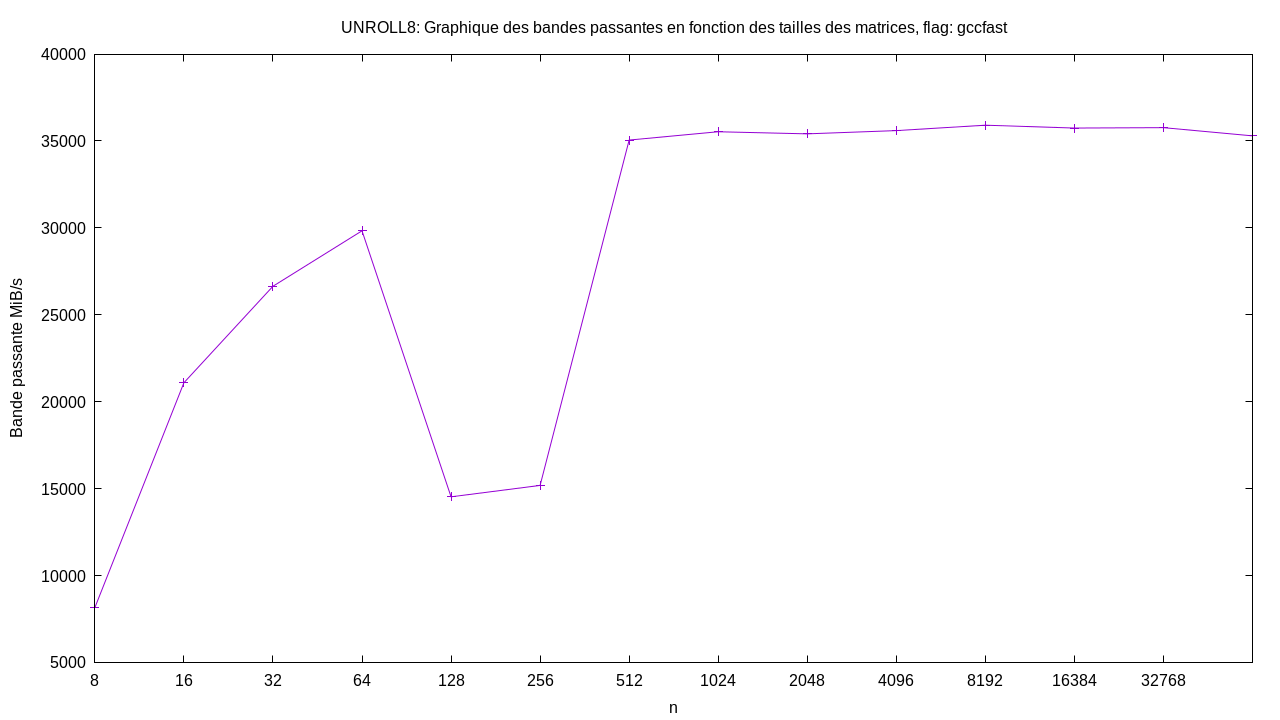 UNROLL8: Graphique des bandes passantes en fonction des tailles des matrices, flag: gccfast
40000
35000
30000
25000
20000
15000
10000
5000
Bande passante MiB/s
8 16 32 64 128 256 512 1024 2048 4096 8192 16384 32768
n